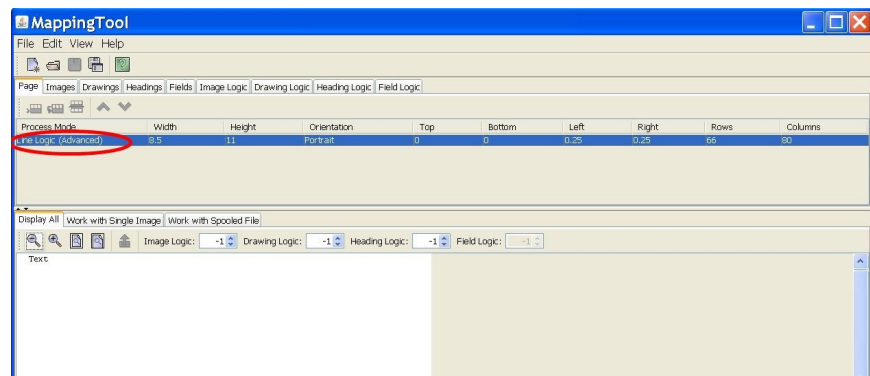 MappingTool
File Edit View Help
Page Images Drawings Headings Fields Image Logic Drawing Logic Heading Logic Field Logic
Process Mode Width Height Orientation Top Bottom Left Right Rows Columns
Line Logic (Advanced) 8.5 11 Portrait 0 0 0.25 0.25 66 80
Display All Work with Single Image Work with Spooled File
Image Logic: -1 Drawing Logic: -1 Heading Logic: -1 Field Logic: -1
Text